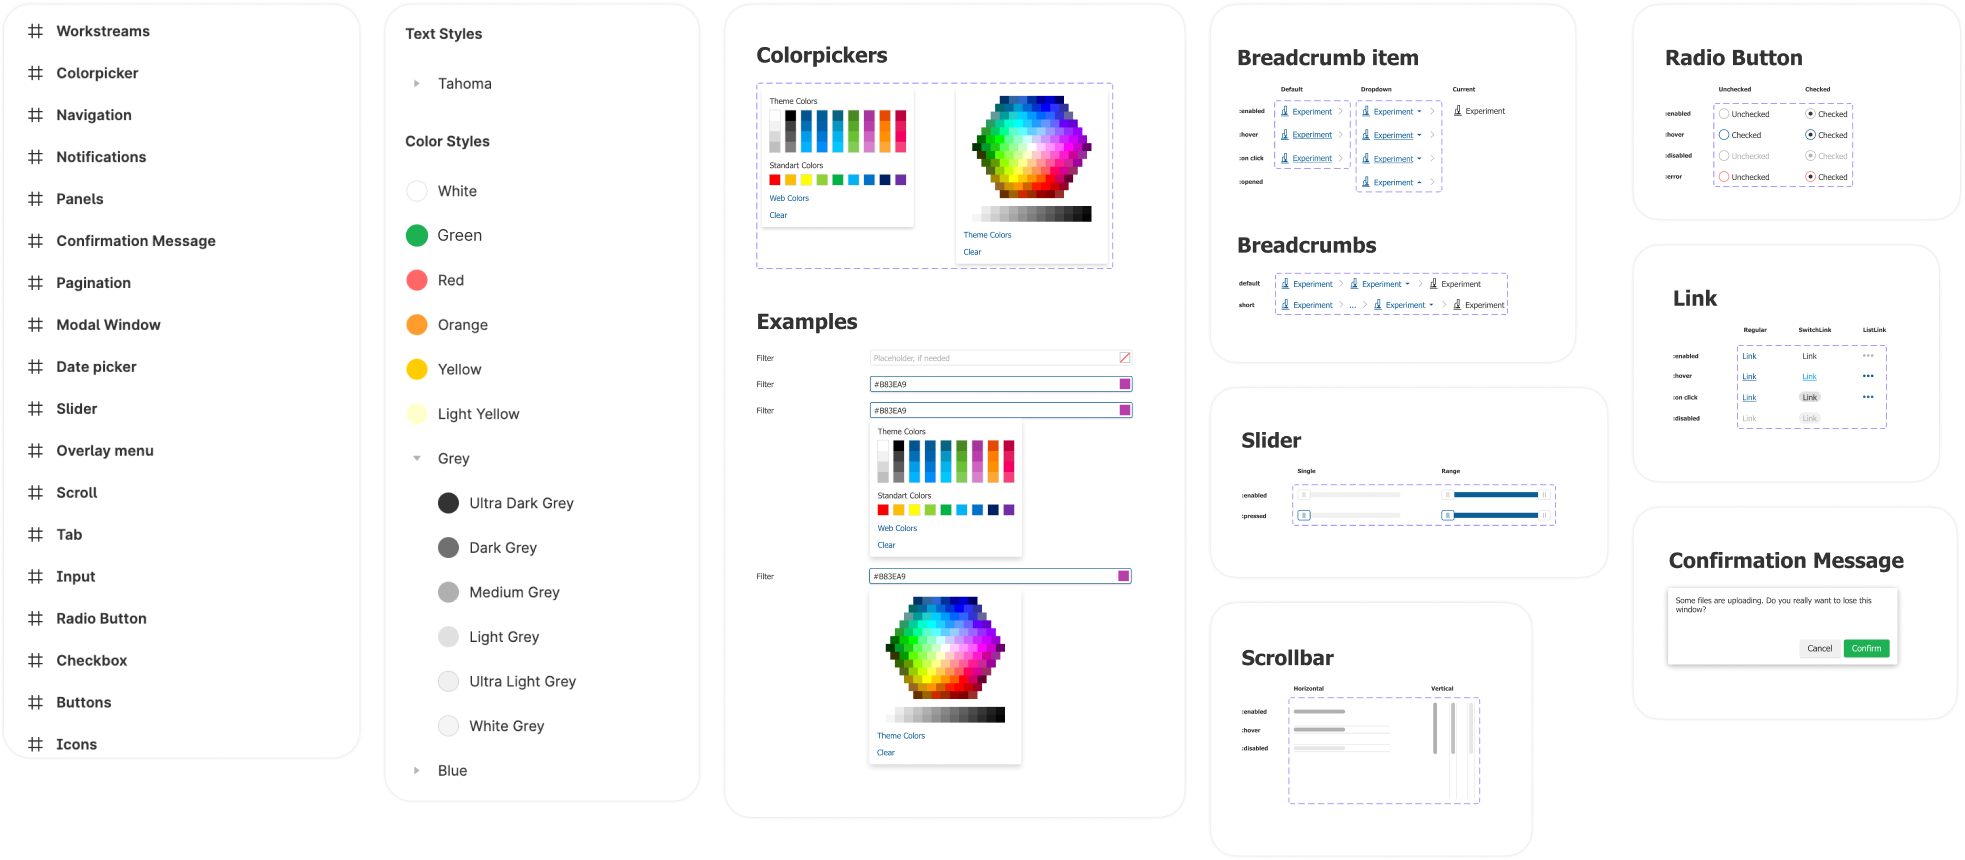 Workstreams
Colorpicker
Navigation
Notifications
Panels
Confirmation Message
Pagination
Modal Window
Date picker
Slider
Overlay menu
Scroll
Tab
Input
Radio Button
Checkbox
Buttons
Icons
Text Styles
Tahoma
Color Styles
White
Green
Red
Orange
Yellow
Light Yellow
Grey
Ultra Dark Grey
Dark Grey
Medium Grey
Light Grey
Ultra Light Grey
White Grey
Blue
Colorpickers
Theme Colors
Standart Colors
Web Colors
Clear
Theme Colors
Clear
Examples
Filter Placeholder, if needed
Filter #B83EA9
Filter #B83EA9
Theme Colors
Standart Colors
Web Colors
Clear
Filter #B83EA9
Theme Colors
Clear
Breadcrumb item
Default Dropdown Current
:enabled Experiment Experiment Experiment
:hover Experiment Experiment
:on click Experiment Experiment
:opened Experiment
Breadcrumbs
default Experiment Experiment Experiment
short Experiment ... Experiment Experiment
Slider
Single Range
:enabled
:pressed
Scrollbar
Horizontal Vertical
:enabled
:hover
:disabled
Radio Button
Unchecked Checked
:enabled Unchecked Checked
:hover Checked Checked
:disabled Unchecked Checked
:error Unchecked Checked
Link
Regular SwitchLink ListLink
:enabled Link Link
:hover Link Link
:on click Link Link
:disabled Link Link
Confirmation Message
Some files are uploading. Do you really want to lose this
window?
Cancel Confirm